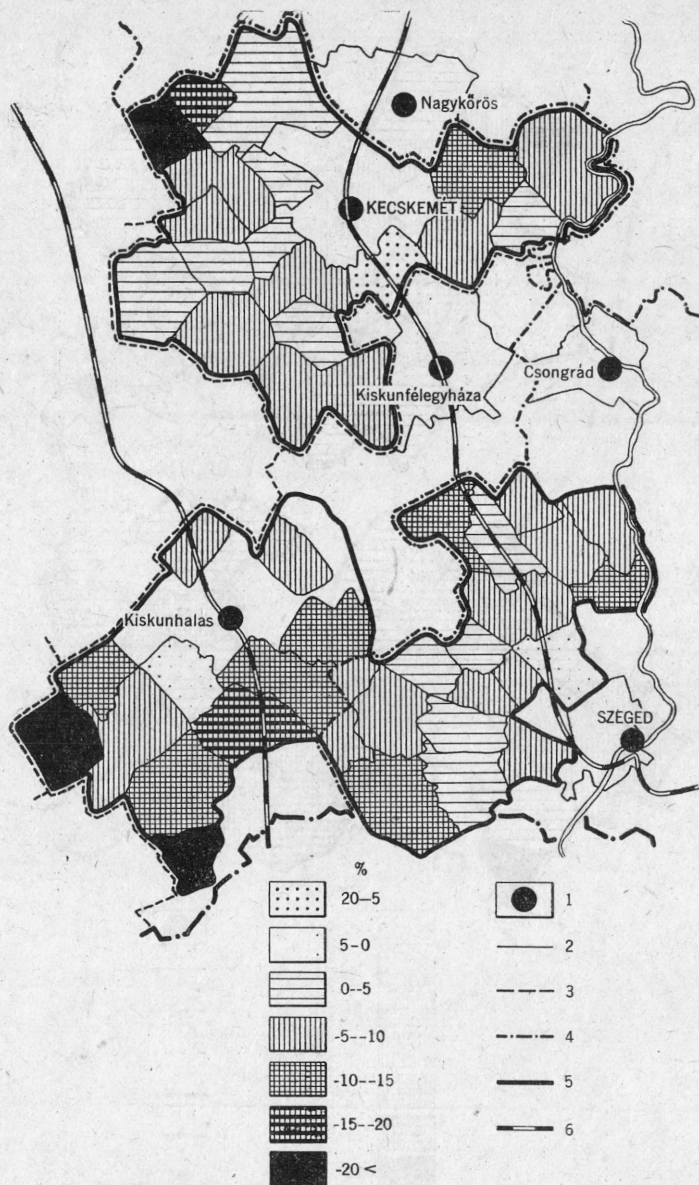 Nagykőrös
KECSKEMÉT
Kiskunfélegyháza
Csongrád
Kiskunhalas
SZEGED
%
20-5
5-0
0--5
-5--10
-10--15
-15--20
-20 <
1
2
3
4
5
6